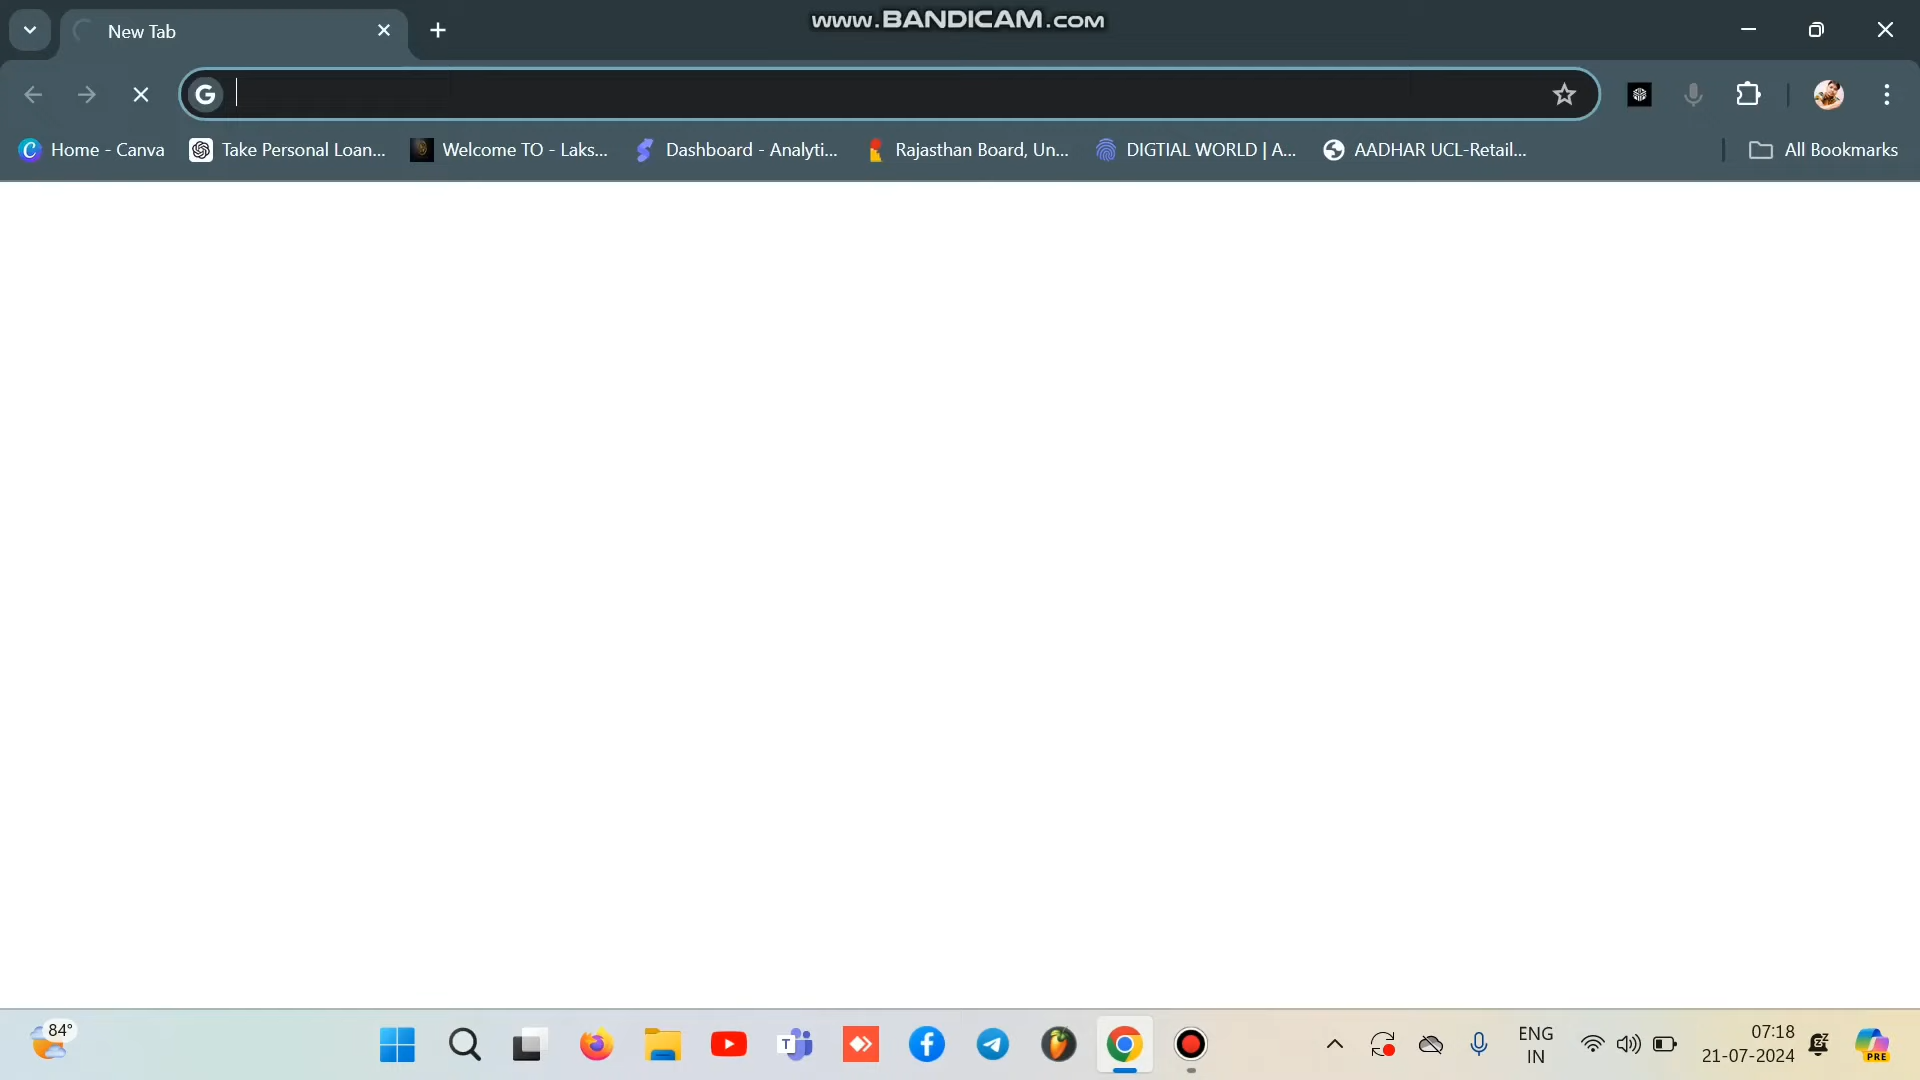 New Tab
www.BANDICAM.com
G
Home - Canva
Take Personal Loan...
Welcome TO - Laks...
Dashboard - Analyti...
Rajasthan Board, Un...
DIGTIAL WORLD | A...
AADHAR UCL-Retail...
All Bookmarks
84°
ENG
IN
07:18
21-07-2024
PRE